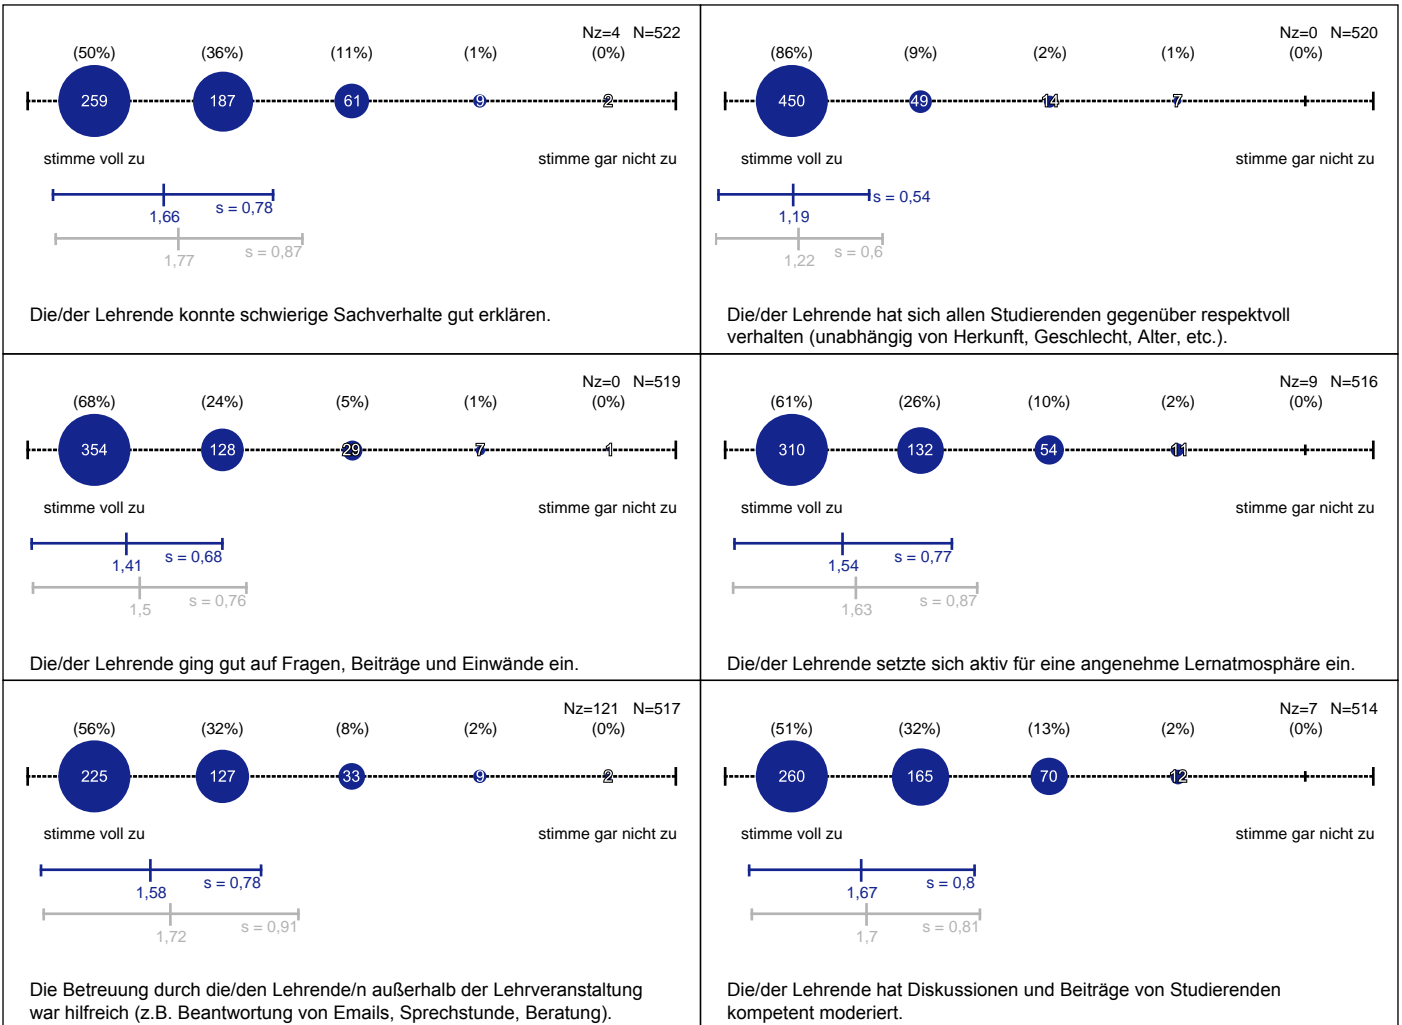 Nz=4 N=522
(50%) (36%) (11%) (1%) (0%)
259 187 61 9 2
stimme voll zu stimme gar nicht zu
1,66 s = 0,78
1,77 s = 0,87
Die/der Lehrende konnte schwierige Sachverhalte gut erklären.
Nz=0 N=520
(86%) (9%) (2%) (1%) (0%)
450 49 14 7
stimme voll zu stimme gar nicht zu
1,19 s = 0,54
1,22 s = 0,6
Die/der Lehrende hat sich allen Studierenden gegenüber respektvoll
verhalten (unabhängig von Herkunft, Geschlecht, Alter, etc.).
Nz=0 N=519
(68%) (24%) (5%) (1%) (0%)
354 128 29 7 1
stimme voll zu stimme gar nicht zu
1,41 s = 0,68
1,5 s = 0,76
Die/der Lehrende ging gut auf Fragen, Beiträge und Einwände ein.
Nz=9 N=516
(61%) (26%) (10%) (2%) (0%)
310 132 54 11
stimme voll zu stimme gar nicht zu
1,54 s = 0,77
1,63 s = 0,87
Die/der Lehrende setzte sich aktiv für eine angenehme Lernatmosphäre ein.
Nz=121 N=517
(56%) (32%) (8%) (2%) (0%)
225 127 33 9 2
stimme voll zu stimme gar nicht zu
1,58 s = 0,78
1,72 s = 0,91
Die Betreuung durch die/den Lehrende/n außerhalb der Lehrveranstaltung
war hilfreich (z.B. Beantwortung von Emails, Sprechstunde, Beratung).
Nz=7 N=514
(51%) (32%) (13%) (2%) (0%)
260 165 70 12
stimme voll zu stimme gar nicht zu
1,67 s = 0,8
1,7 s = 0,81
Die/der Lehrende hat Diskussionen und Beiträge von Studierenden
kompetent moderiert.